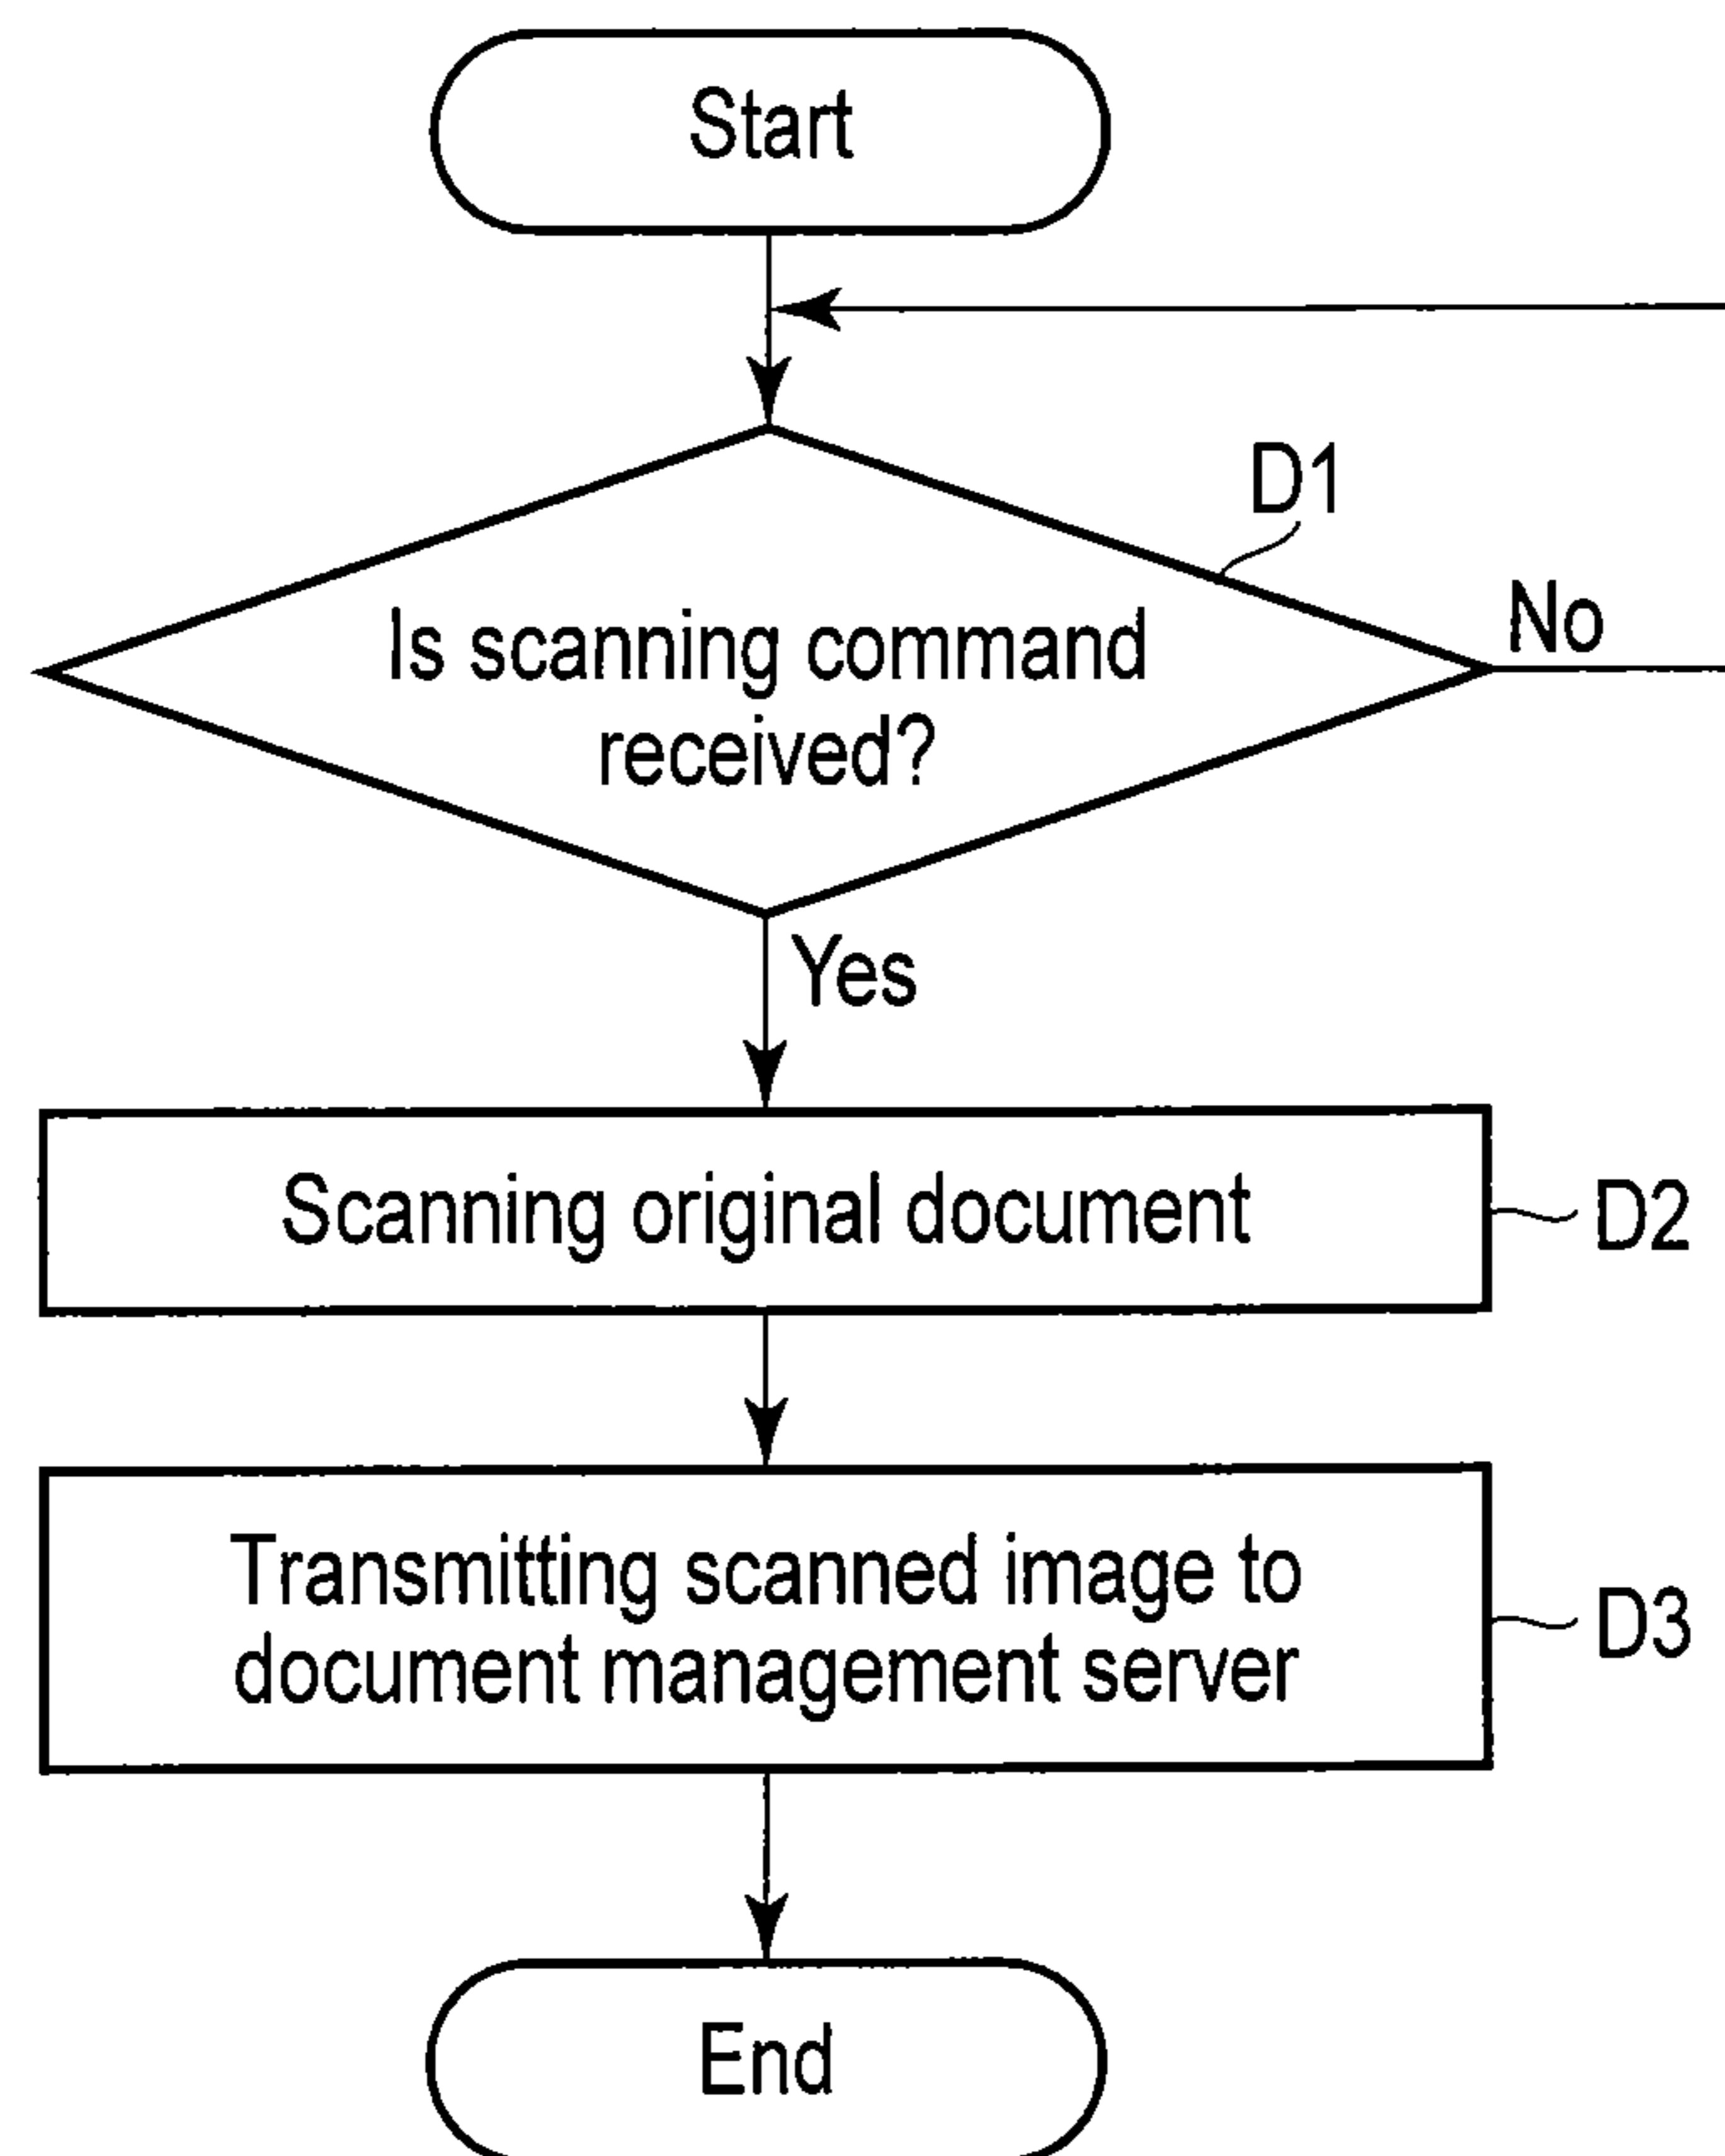 Start
D1
Is scanning command
received?
No
Yes
Scanning original document
D2
Transmitting scanned image to
document management server
D3
End